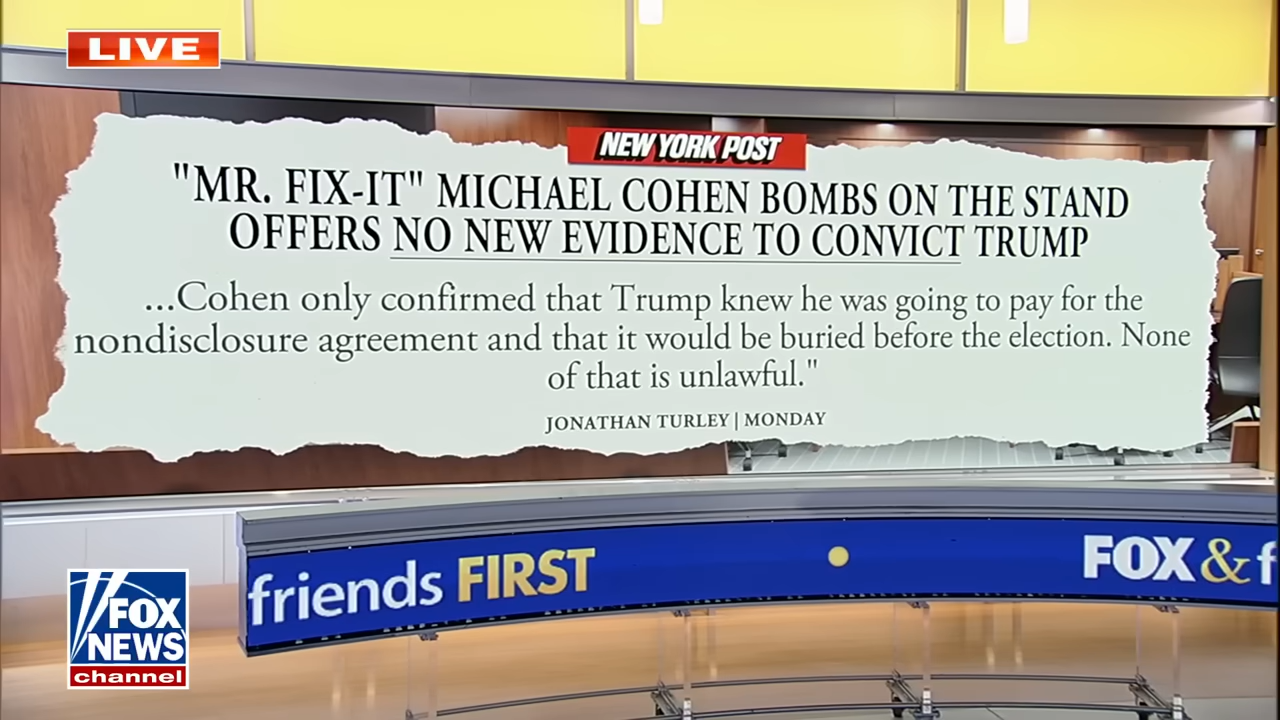 LIVE
NEW YORK POST
"MR. FIX-IT" MICHAEL COHEN BOMBS ON THE STAND
OFFERS NO NEW EVIDENCE TO CONVICT TRUMP
...Cohen only confirmed that Trump knew he was going to pay for the
nondisclosure agreement and that it would be buried before the election. None
of that is unlawful."
JONATHAN TURLEY | MONDAY
friends FIRST
FOX & f
FOX
NEWS
channel